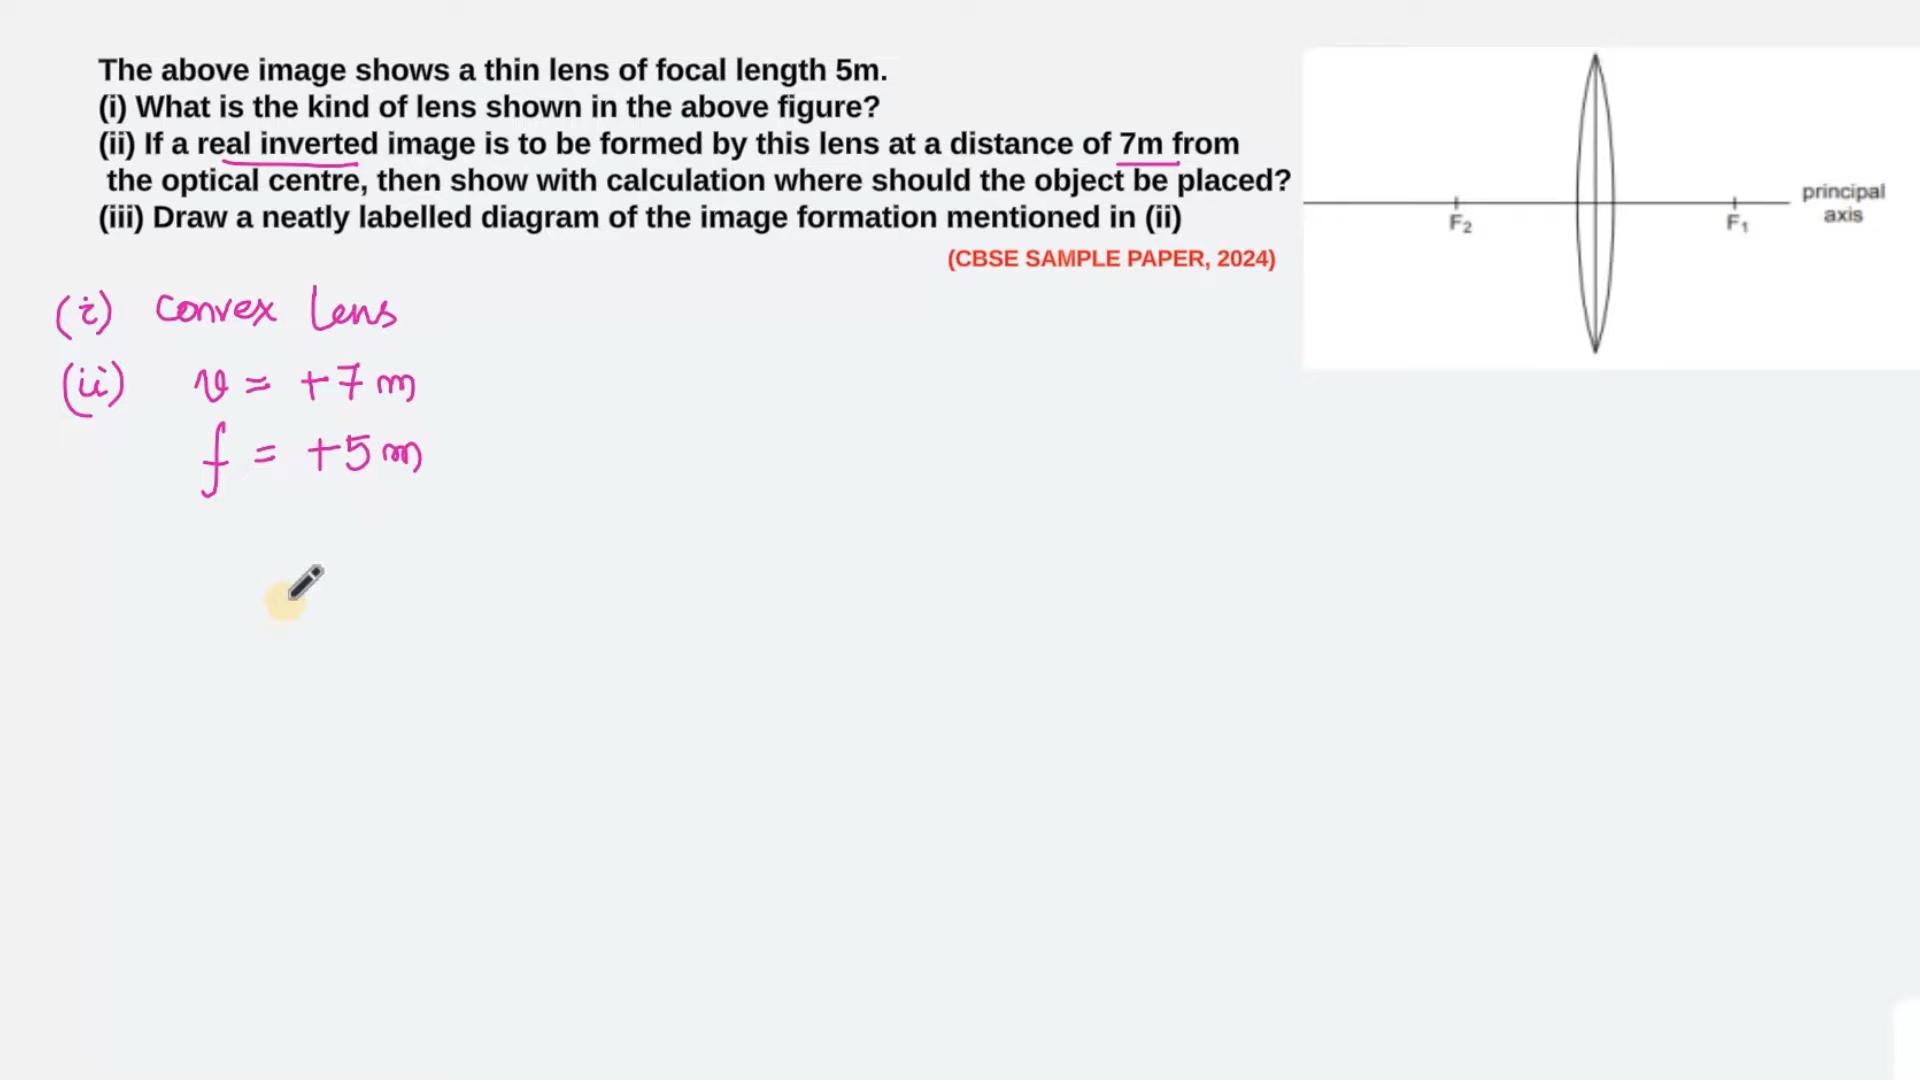 The above image shows a thin lens of focal length 5m.
(i) What is the kind of lens shown in the above figure?
(ii) If a real inverted image is to be formed by this lens at a distance of 7m from
the optical centre, then show with calculation where should the object be placed?
(iii) Draw a neatly labelled diagram of the image formation mentioned in (ii)
(CBSE SAMPLE PAPER, 2024)
principal
axis
F₂
F₁
(i) Convex Lens
(ii) v = +7 m
f = +5 m